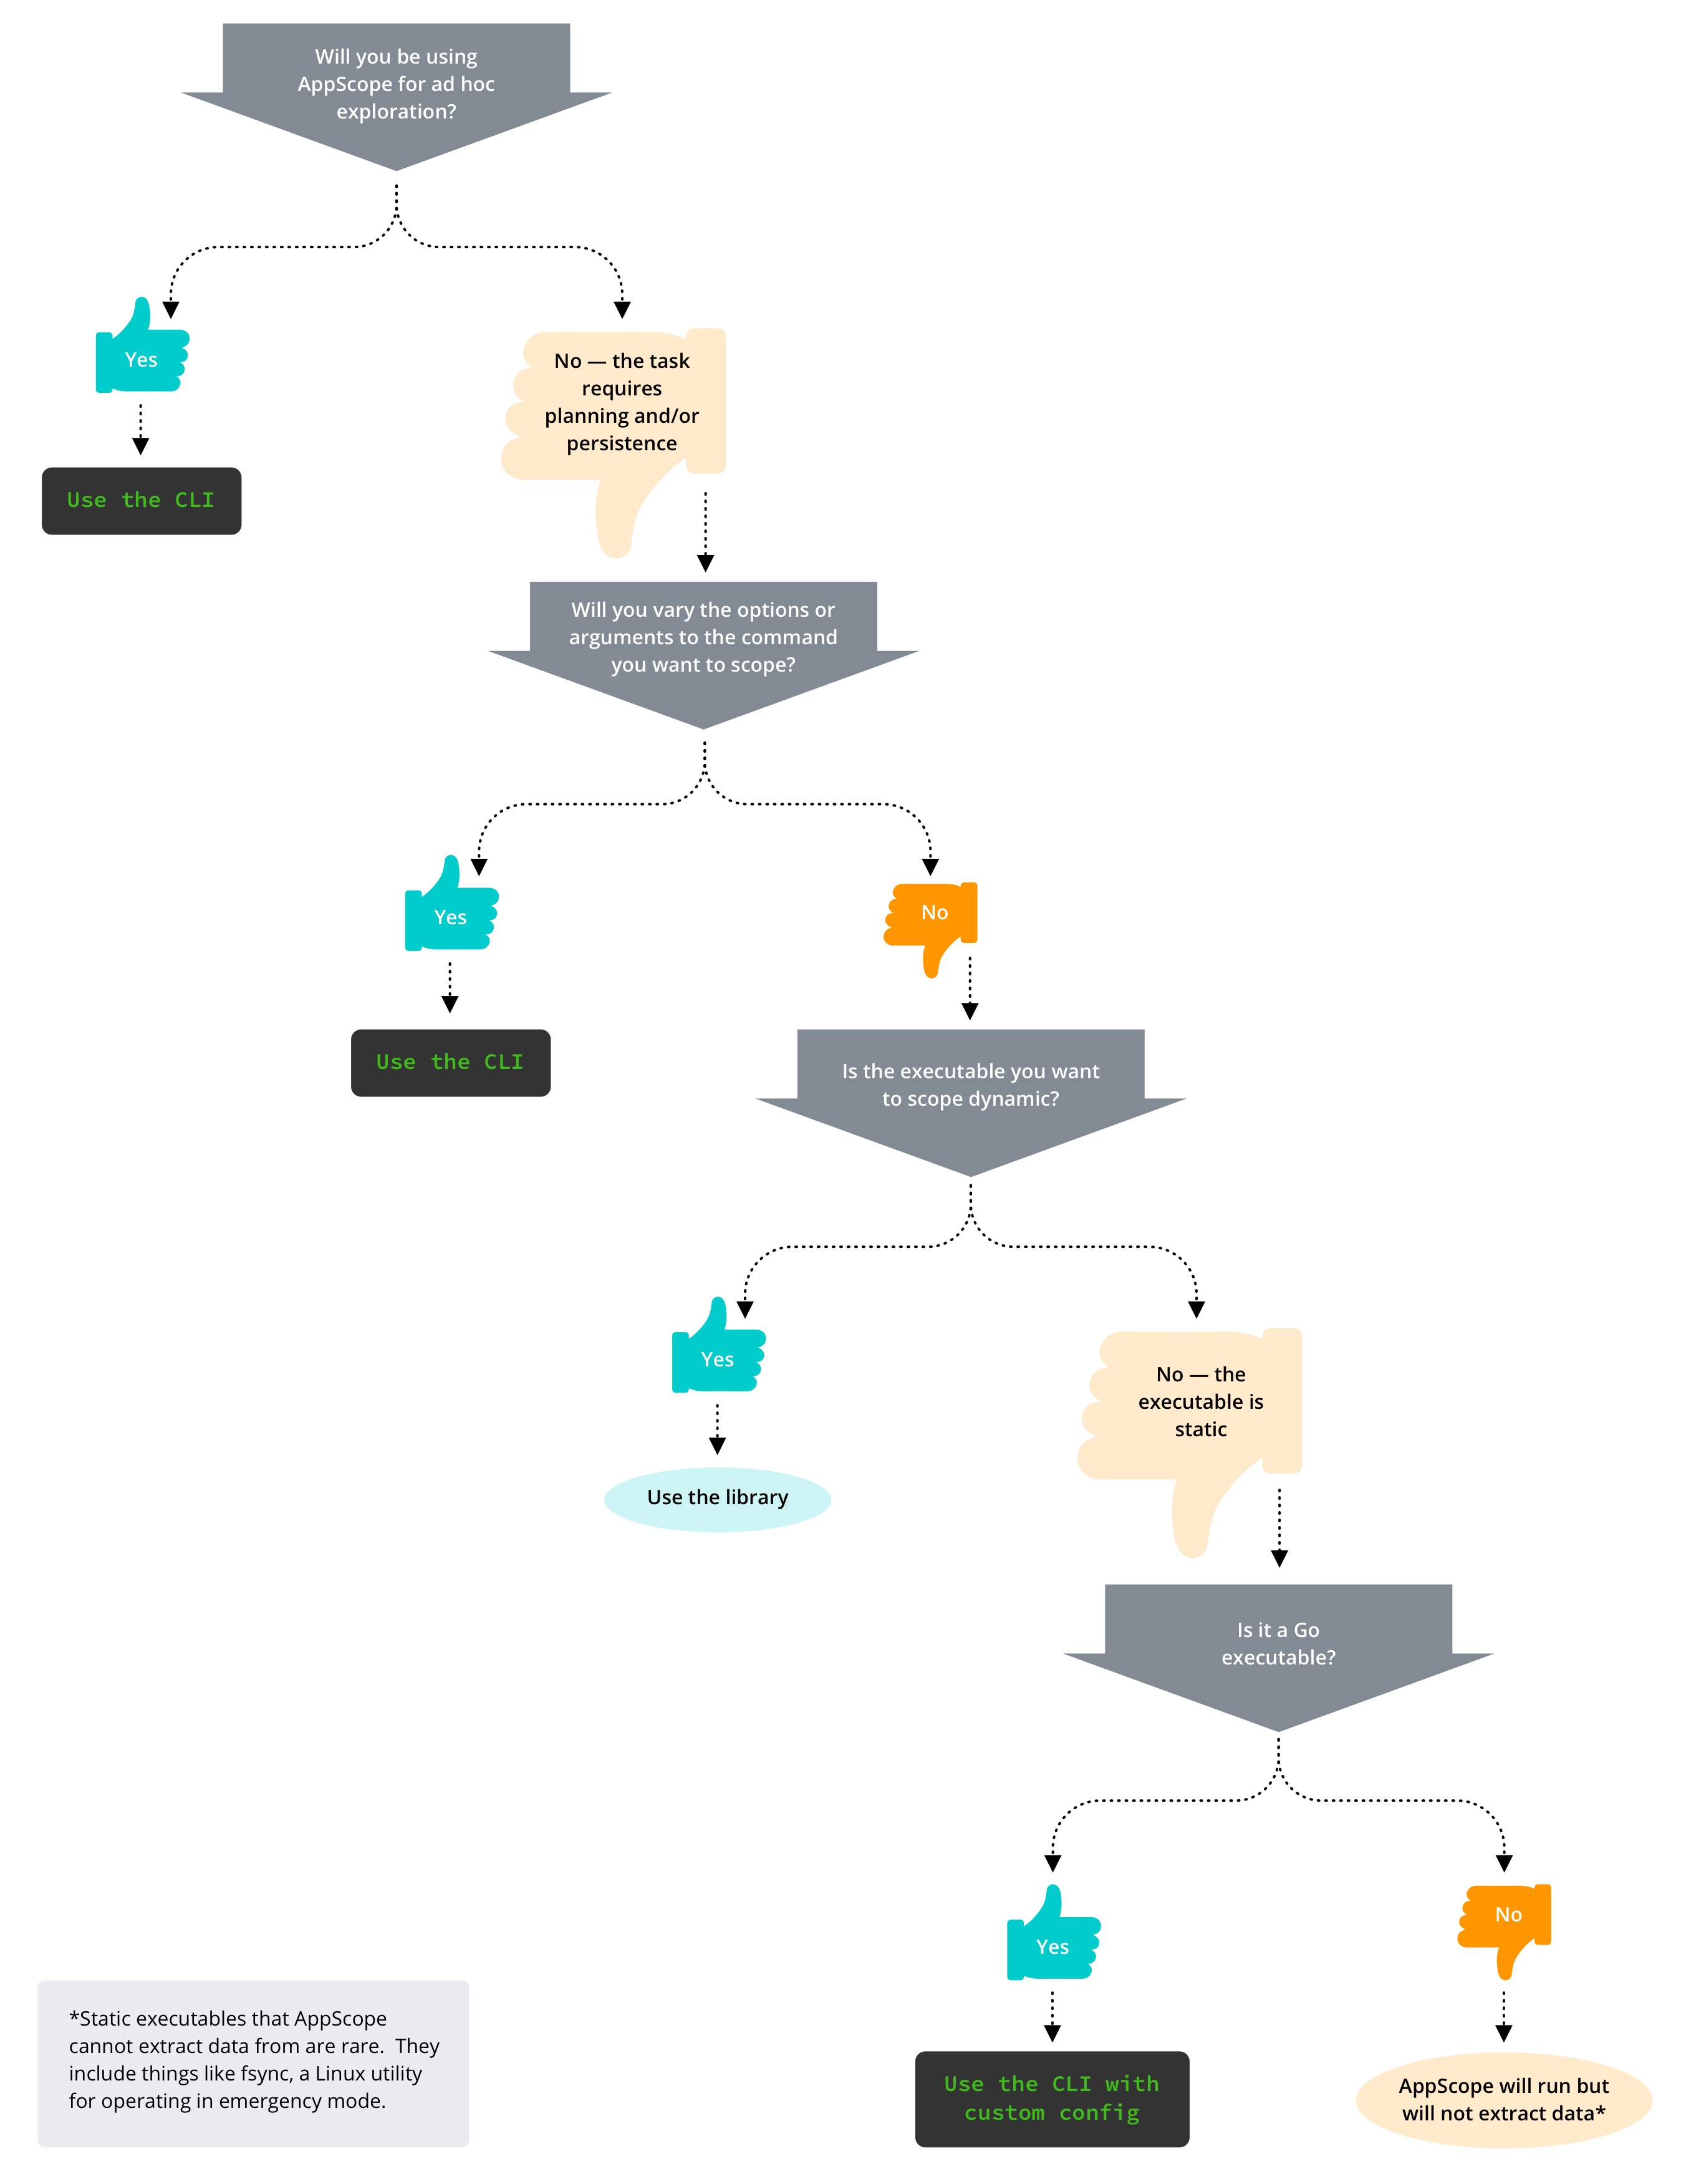 Will you be using
AppScope for ad hoc
exploration?
Yes
No — the task
requires
planning and/or
persistence
Use the CLI
Will you vary the options or
arguments to the command
you want to scope?
Yes
No
Use the CLI
Is the executable you want
to scope dynamic?
Yes
No — the
executable is
static
Use the library
Is it a Go
executable?
Yes
No
Use the CLI with
custom config
AppScope will run but
will not extract data*
*Static executables that AppScope
cannot extract data from are rare.  They
include things like fsync, a Linux utility
for operating in emergency mode.